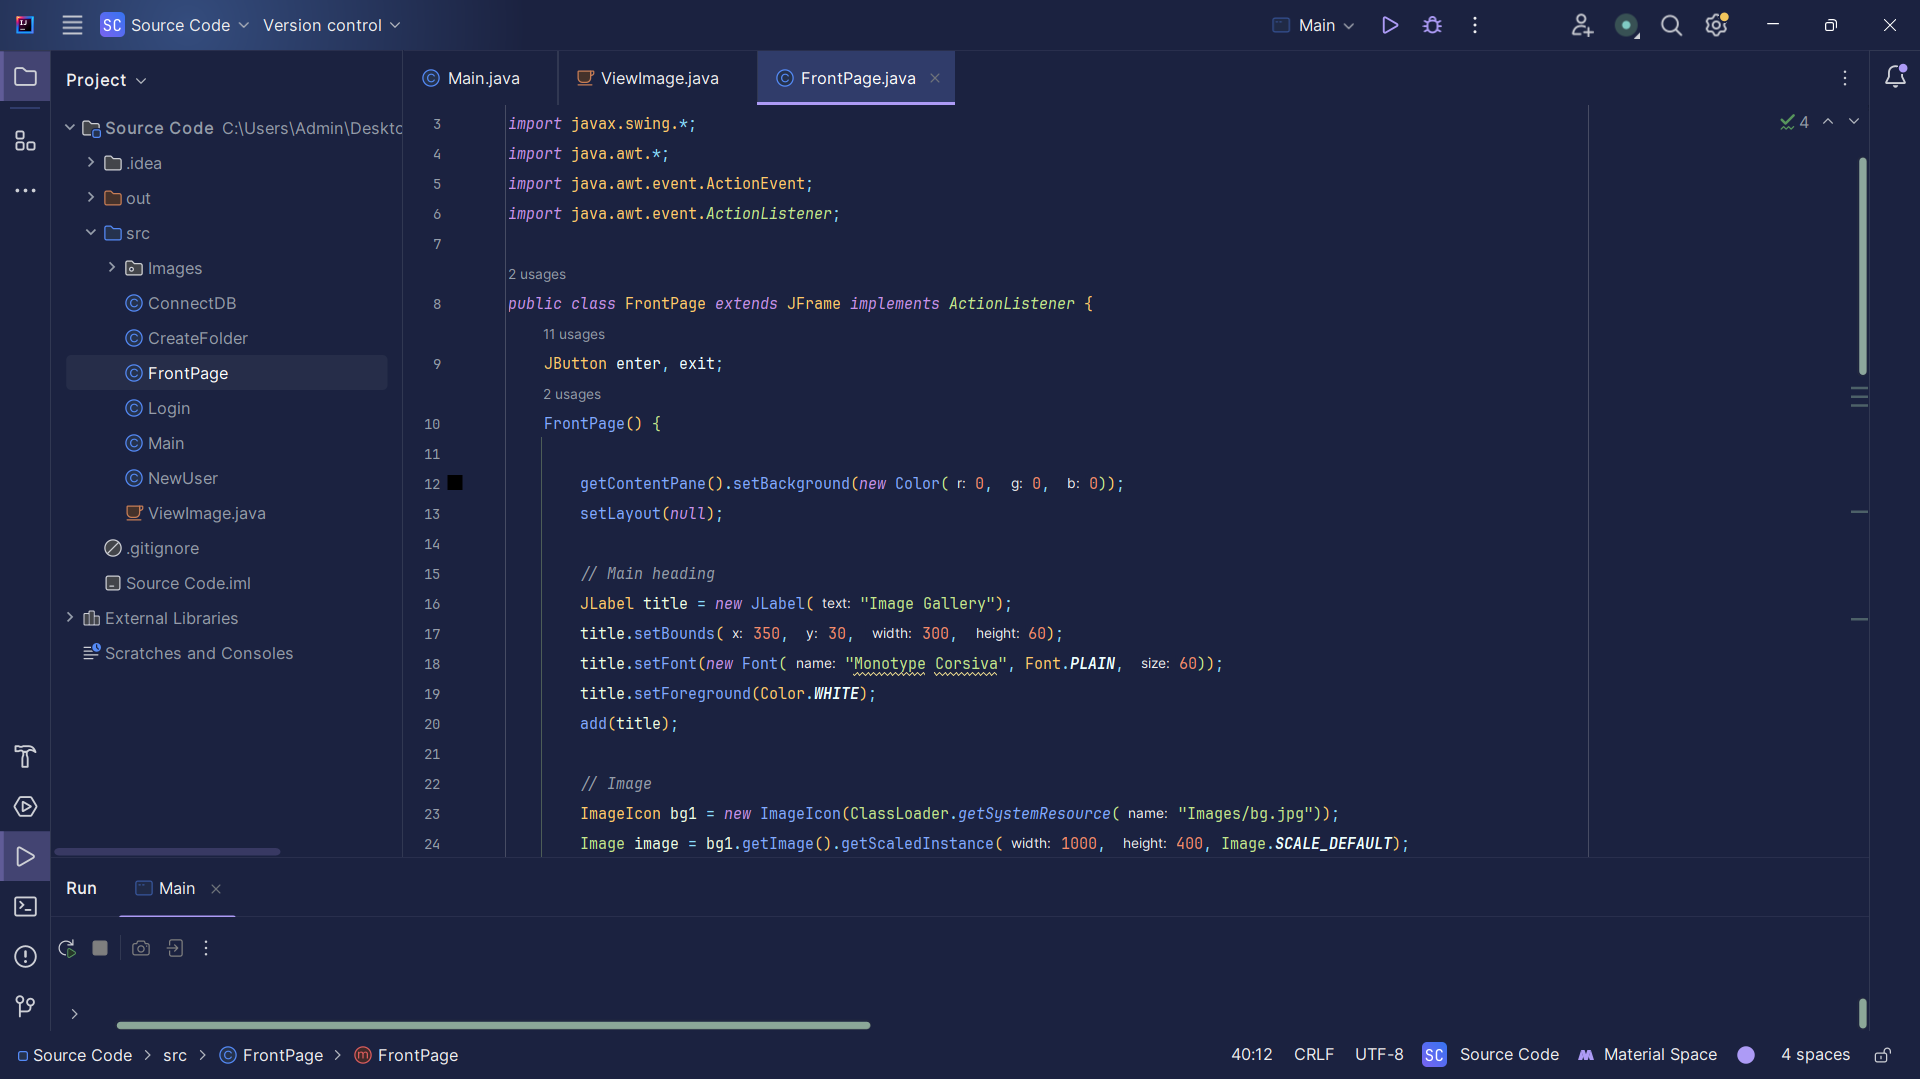 SC Source Code Version control Main
Project
Main.java ViewImage.java FrontPage.java
Source Code C:\Users\Admin\Deskto
.idea
out
src
Images
ConnectDB
CreateFolder
FrontPage
Login
Main
NewUser
ViewImage.java
.gitignore
Source Code.iml
External Libraries
Scratches and Consoles
4
3 import javax.swing.*;
4 import java.awt.*;
5 import java.awt.event.ActionEvent;
6 import java.awt.event.ActionListener;
7
2 usages
8 public class FrontPage extends JFrame implements ActionListener {
11 usages
9 JButton enter, exit;
2 usages
10 FrontPage() {
11
12 getContentPane().setBackground(new Color( r: 0, g: 0, b: 0));
13 setLayout(null);
14
15 // Main heading
16 JLabel title = new JLabel( text: "Image Gallery");
17 title.setBounds( x: 350, y: 30, width: 300, height: 60);
18 title.setFont(new Font( name: "Monotype Corsiva", Font.PLAIN, size: 60));
19 title.setForeground(Color.WHITE);
20 add(title);
21
22 // Image
23 ImageIcon bg1 = new ImageIcon(ClassLoader.getSystemResource( name: "Images/bg.jpg"));
24 Image image = bg1.getImage().getScaledInstance( width: 1000, height: 400, Image.SCALE_DEFAULT);
Run Main
Source Code > src > FrontPage > FrontPage
40:12 CRLF UTF-8 SC Source Code Material Space 4 spaces